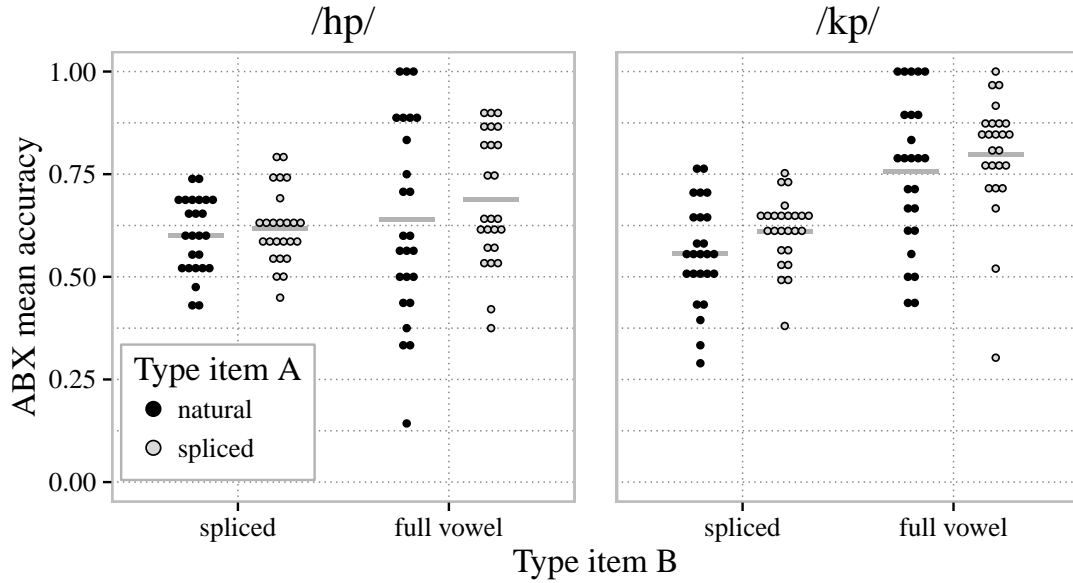 /hp/
/kp/
ABX mean accuracy
1.00
0.75
0.50
0.25
0.00
Type item A
natural
spliced
spliced
full vowel
spliced
full vowel
Type item B